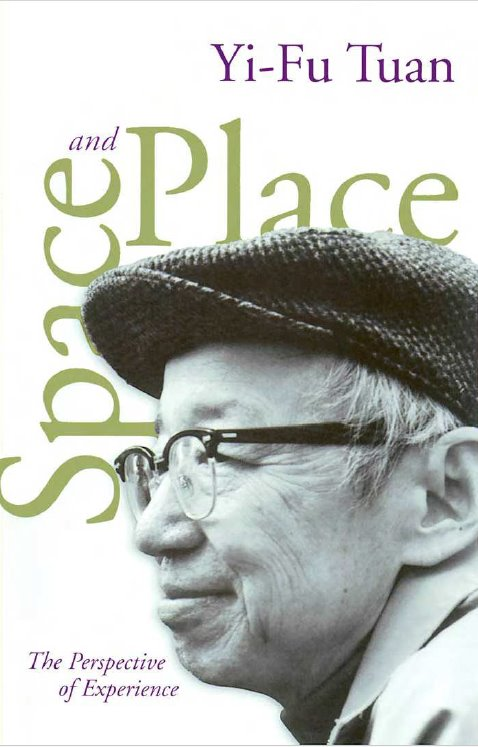 Yi-Fu Tuan
Space
and
Place
The Perspective
of Experience